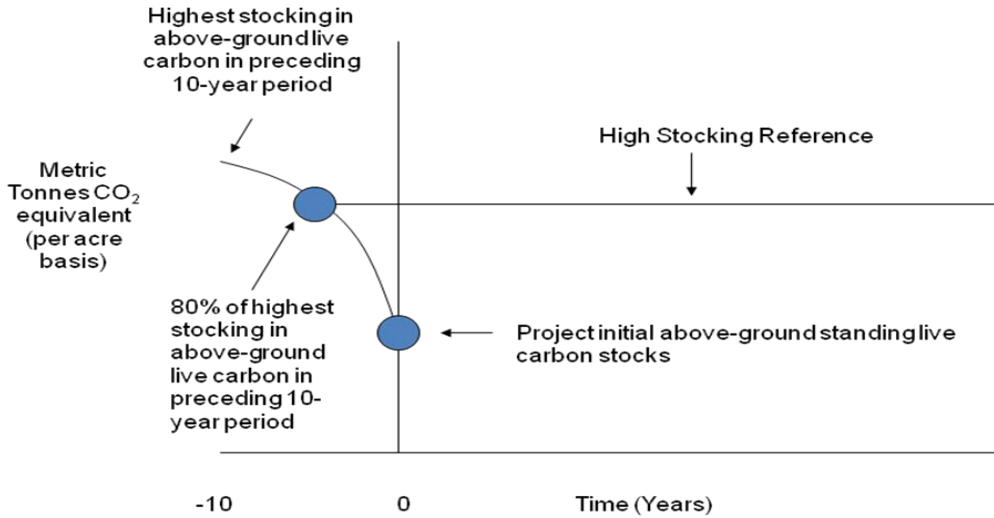 Highest stocking in
above-ground live
carbon in preceding
10-year period
High Stocking Reference
Metric
Tonnes CO₂
equivalent
(per acre
basis)
80% of highest
stocking in
above-ground
live carbon in
preceding 10-
year period
Project initial above-ground standing live
carbon stocks
-10
0
Time (Years)